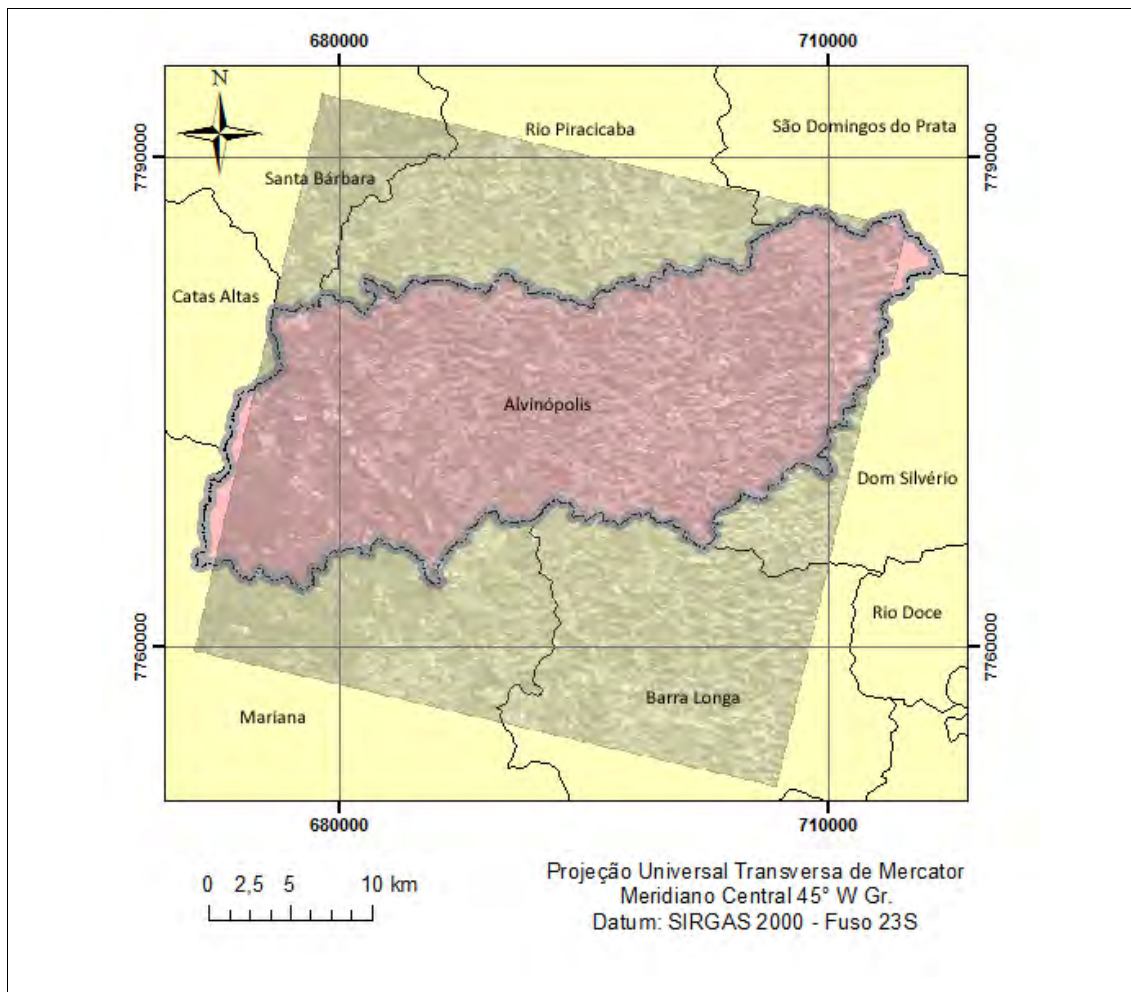 680000
710000
N
Rio Piracicaba
São Domingos do Prata
7790000
7790000
Santa Bárbara
Catas Altas
Alvinópolis
Dom Silvério
Rio Doce
7760000
7760000
Barra Longa
Mariana
680000
710000
0 2,5 5 10 km
Projeção Universal Transversa de Mercator
Meridiano Central 45° W Gr.
Datum: SIRGAS 2000 - Fuso 23S